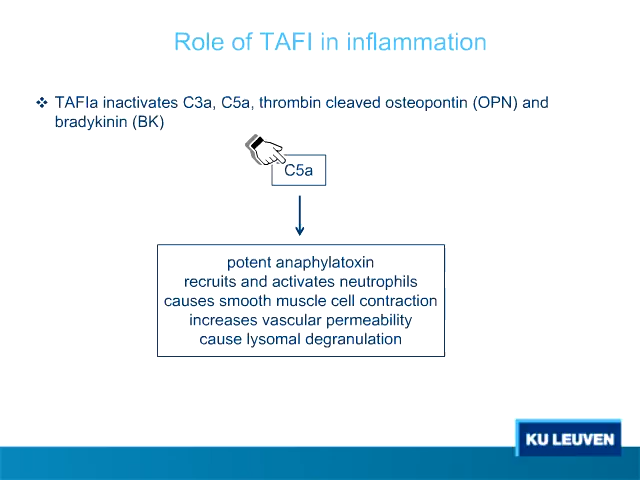 Role of TAFI in inflammation
❖ TAFIa inactivates C3a, C5a, thrombin cleaved osteopontin (OPN) and
bradykinin (BK)
C5a
potent anaphylatoxin
recruits and activates neutrophils
causes smooth muscle cell contraction
increases vascular permeability
cause lysomal degranulation
KU LEUVEN